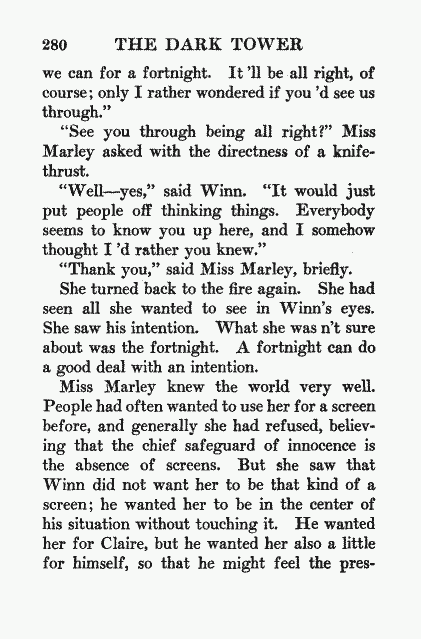 280 THE DARK TOWER
we can for a fortnight. It 'll be all right, of
course; only I rather wondered if you 'd see us
through.”
“See you through being all right?” Miss
Marley asked with the directness of a knife-
thrust.
“Well—yes,” said Winn. “It would just
put people off thinking things. Everybody
seems to know you up here, and I somehow
thought I 'd rather you knew.”
“Thank you,” said Miss Marley, briefly.
She turned back to the fire again. She had
seen all she wanted to see in Winn's eyes.
She saw his intention. What she was n't sure
about was the fortnight. A fortnight can do
a good deal with an intention.
Miss Marley knew the world very well.
People had often wanted to use her for a screen
before, and generally she had refused, believ-
ing that the chief safeguard of innocence is
the absence of screens. But she saw that
Winn did not want her to be that kind of a
screen; he wanted her to be in the center of
his situation without touching it. He wanted
her for Claire, but he wanted her also a little
for himself, so that he might feel the pres-